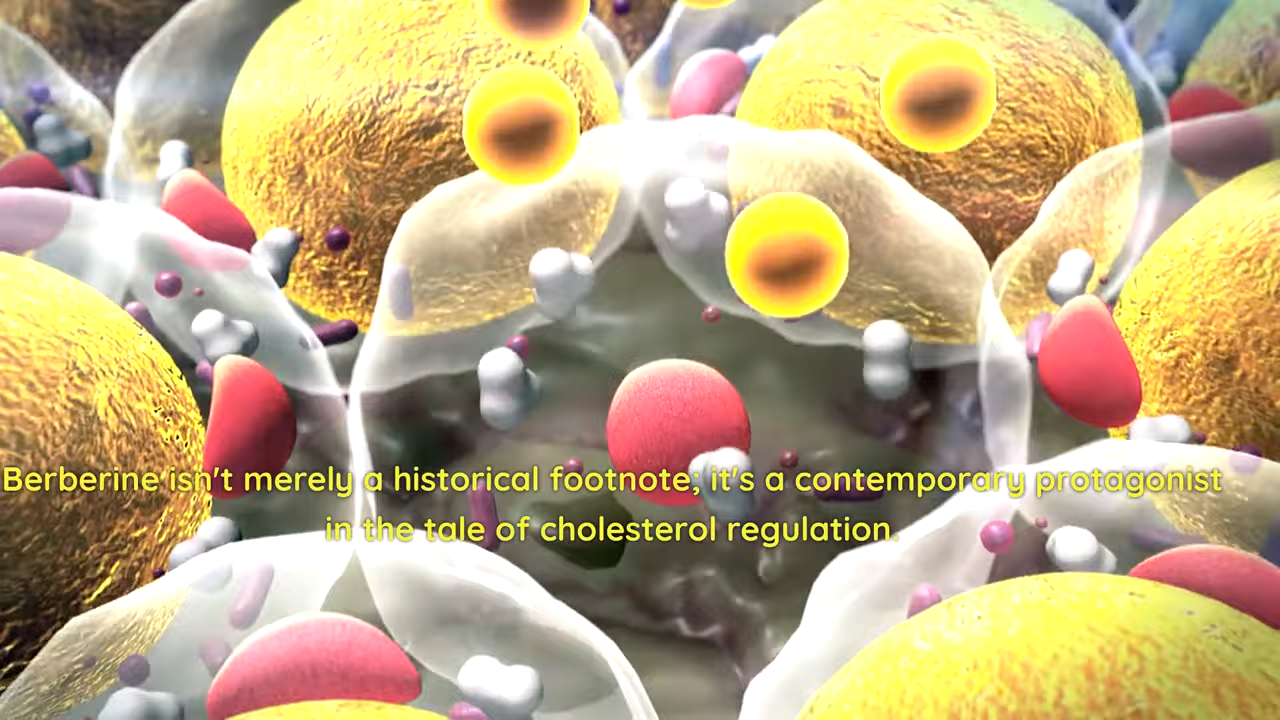 Berberine isn't merely a historical footnote; it's a contemporary protagonist
in the tale of cholesterol regulation.